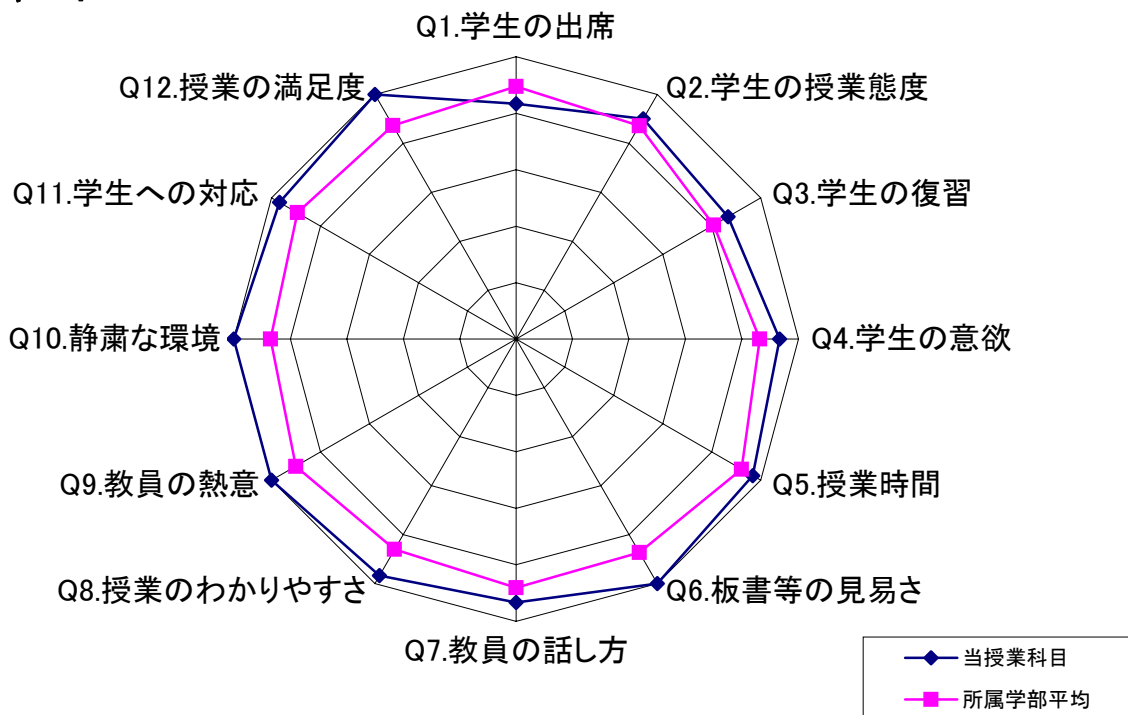 Q1.学生の出席
Q2.学生の授業態度
Q3.学生の復習
Q4.学生の意欲
Q5.授業時間
Q6.板書等の見易さ
Q7.教員の話し方
Q8.授業のわかりやすさ
Q9.教員の熱意
Q10.静粛な環境
Q11.学生への対応
Q12.授業の満足度
当授業科目
所属学部平均